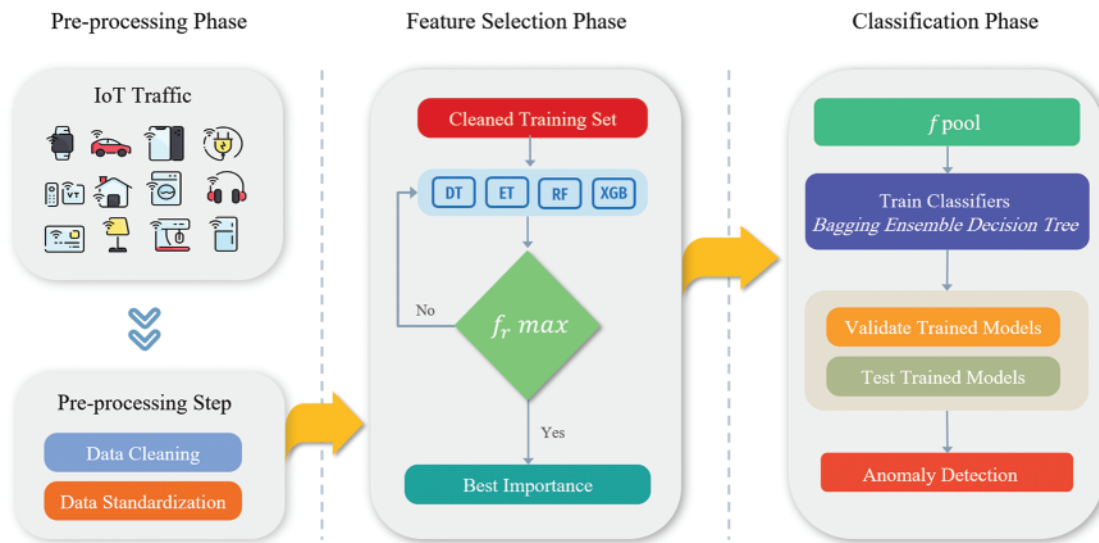 Pre-processing Phase
Feature Selection Phase
Classification Phase
IoT Traffic
VT
Pre-processing Step
Data Cleaning
Data Standardization
Cleaned Training Set
DT ET RF XGB
No
f_r max
Yes
Best Importance
f pool
Train Classifiers
Bagging Ensemble Decision Tree
Validate Trained Models
Test Trained Models
Anomaly Detection